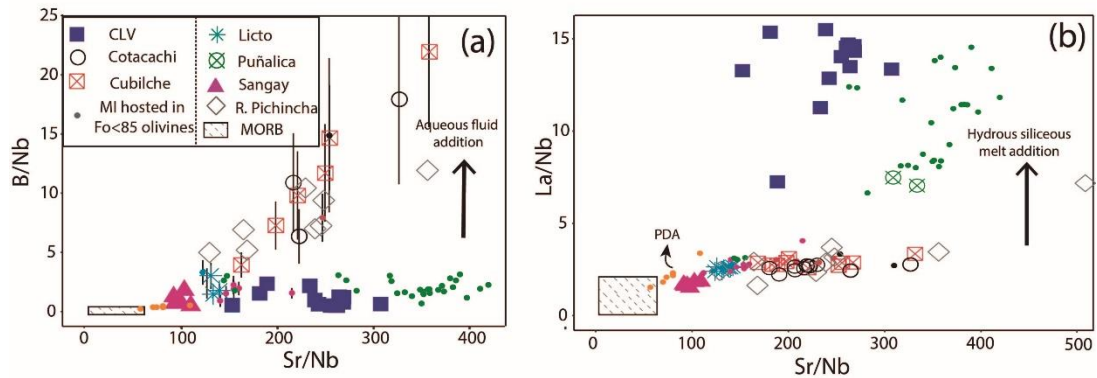 (a)
CLV
Cotacachi
Cubilche
MI hosted in
Fo<85 olivines
Licto
Puñalica
Sangay
R. Pichincha
MORB
Aqueous fluid
addition
B/Nb
25
20
15
10
5
0
0 100 200 300 400
Sr/Nb
(b)
La/Nb
15
10
5
0
PDA
Hydrous siliceous
melt addition
0 100 200 300 400 500
Sr/Nb